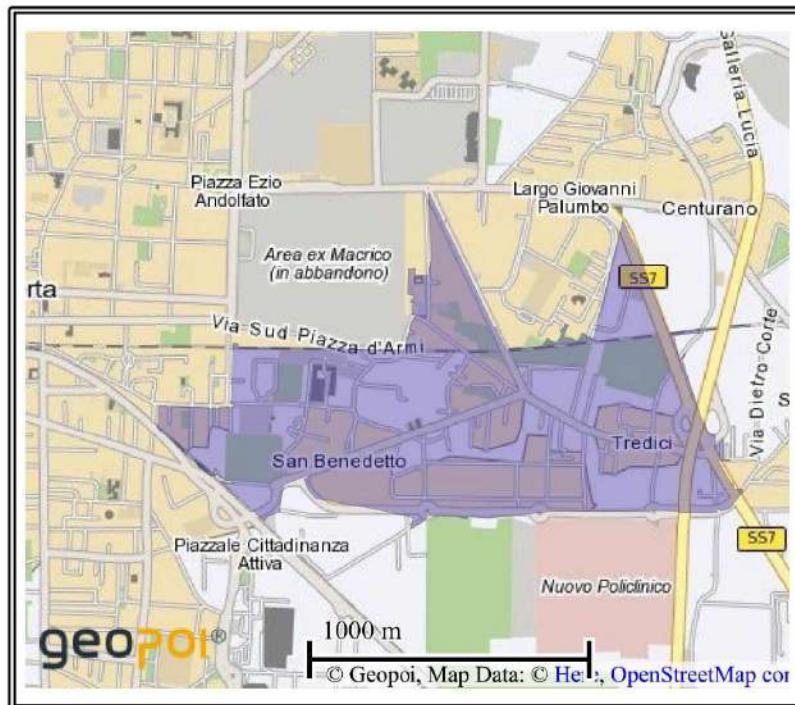 Galleria Lucia
Piazza Ezio
Andolfato
Largo Giovanni
Palumbo
Centurano
Area ex Macrico
(in abbandono)
SS7
rta
Via Sud Piazza d'Armi
Via Dietro Corte
S
San Benedetto
Tredici
Piazzale Cittadinanza
Attiva
SS7
Nuovo Policlinico
geopoi®
1000 m
© Geopoi, Map Data: © Here, OpenStreetMap cor